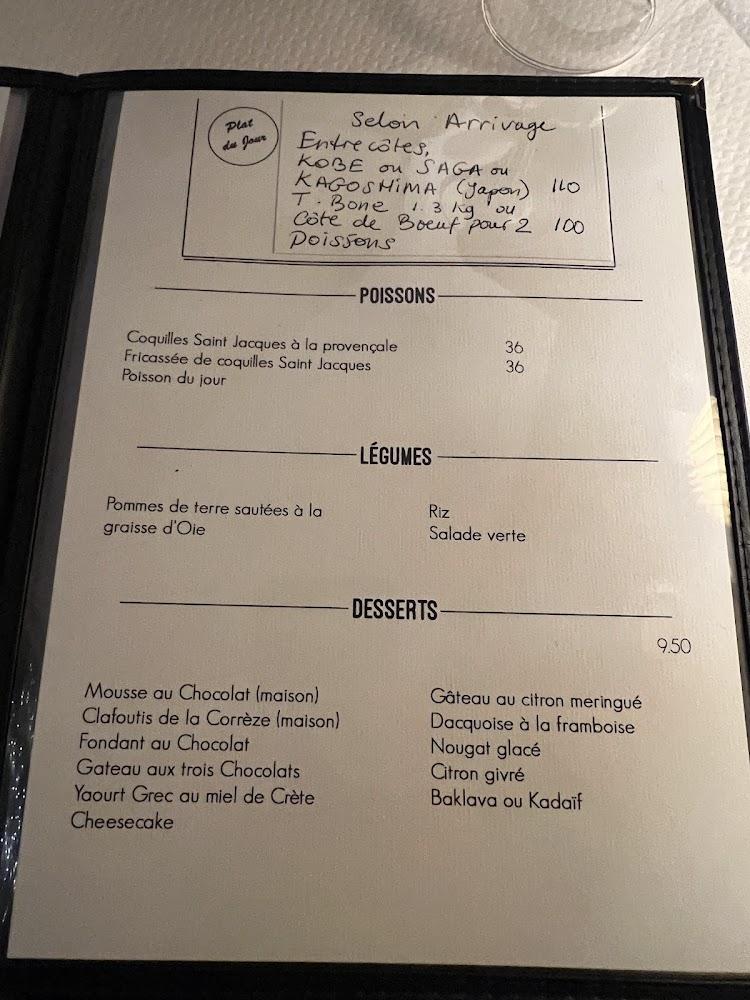 Plat
du Jour
Selon Arrivage
Entrecôtes,
KOBE ou SAGA ou
KAGOSHIMA (Japon) 110
T. Bone 1.3 kg ou
Côte de Boeuf pour 2 100
Poissons
POISSONS
Coquilles Saint Jacques à la provençale 36
Fricassée de coquilles Saint Jacques 36
Poisson du jour
LÉGUMES
Pommes de terre sautées à la
graisse d'Oie
Riz
Salade verte
DESSERTS
9.50
Mousse au Chocolat (maison)
Clafoutis de la Corrèze (maison)
Fondant au Chocolat
Gateau aux trois Chocolats
Yaourt Grec au miel de Crète
Cheesecake
Gâteau au citron meringué
Dacquoise à la framboise
Nougat glacé
Citron givré
Baklava ou Kadaïf